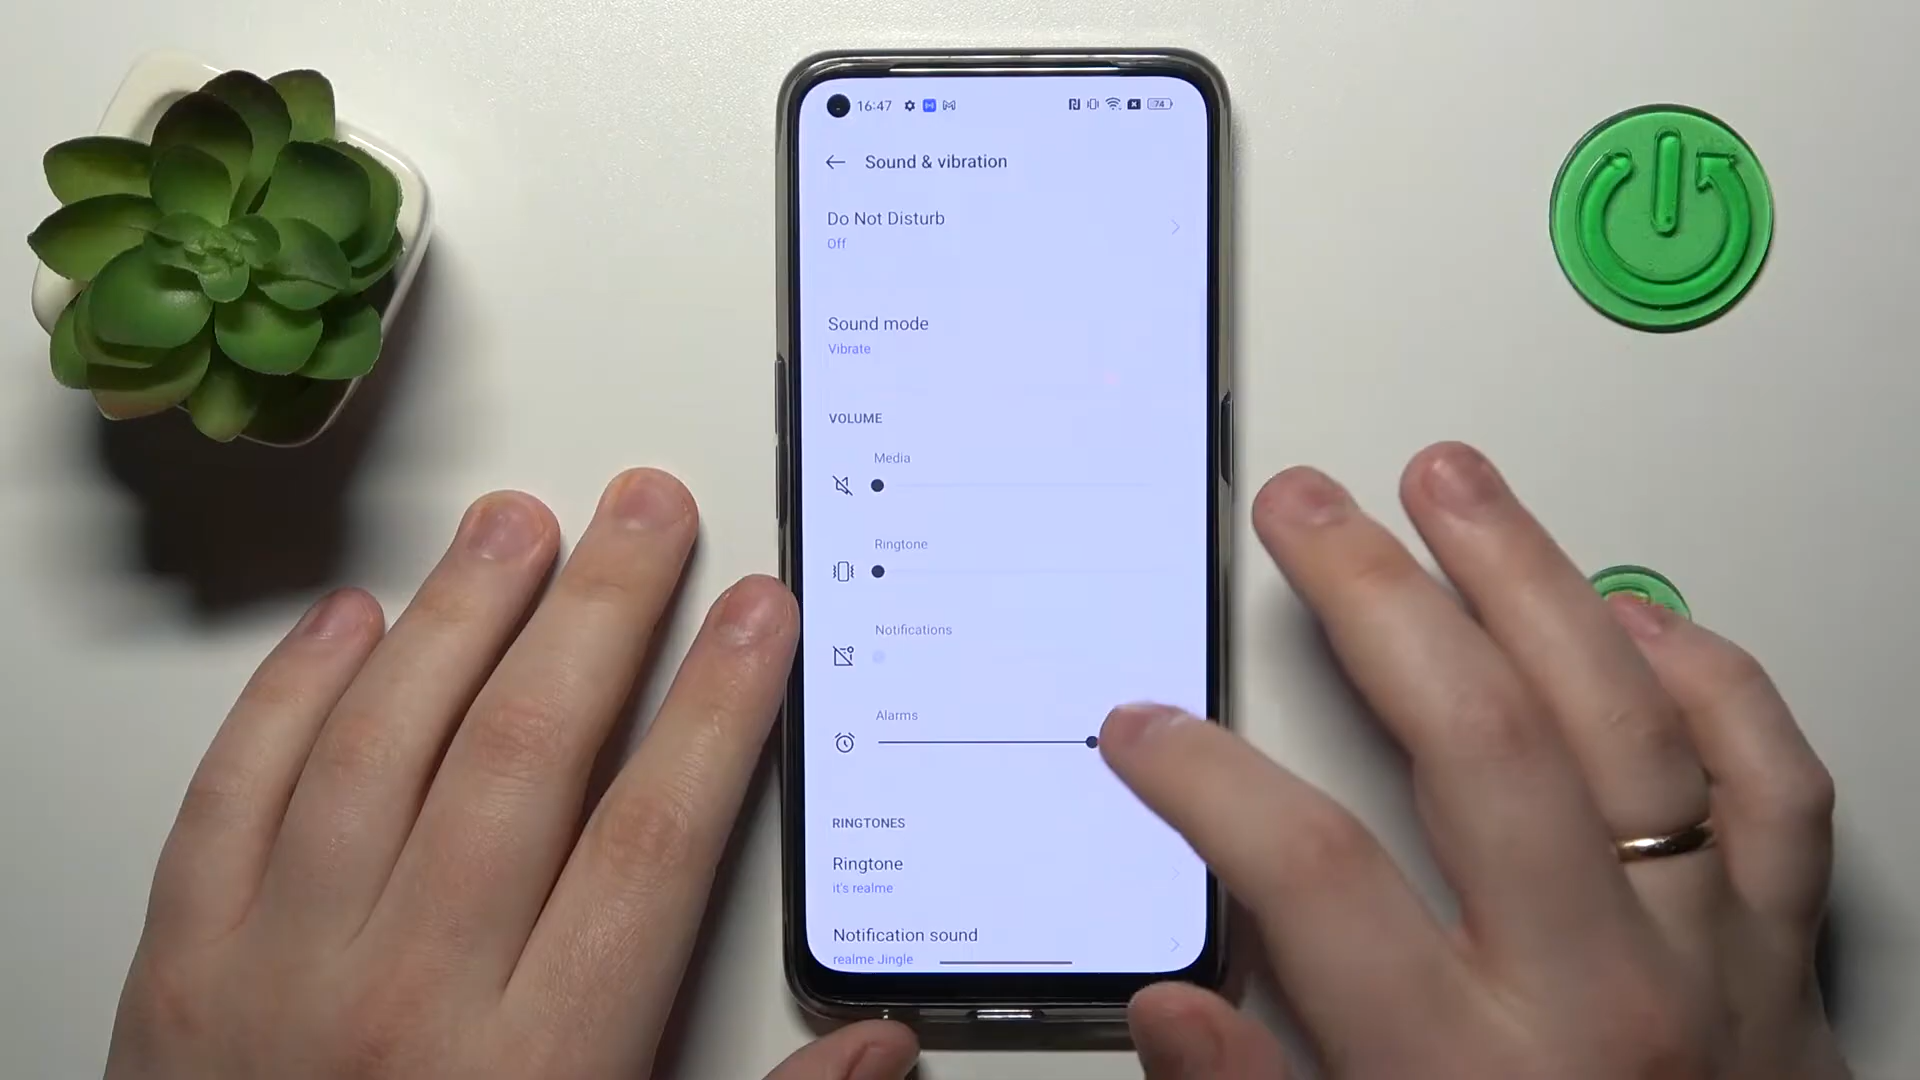 16:47
74
Sound & vibration
Do Not Disturb
Off
Sound mode
Vibrate
VOLUME
Media
Ringtone
Notifications
Alarms
RINGTONES
Ringtone
it's realme
Notification sound
realme Jingle